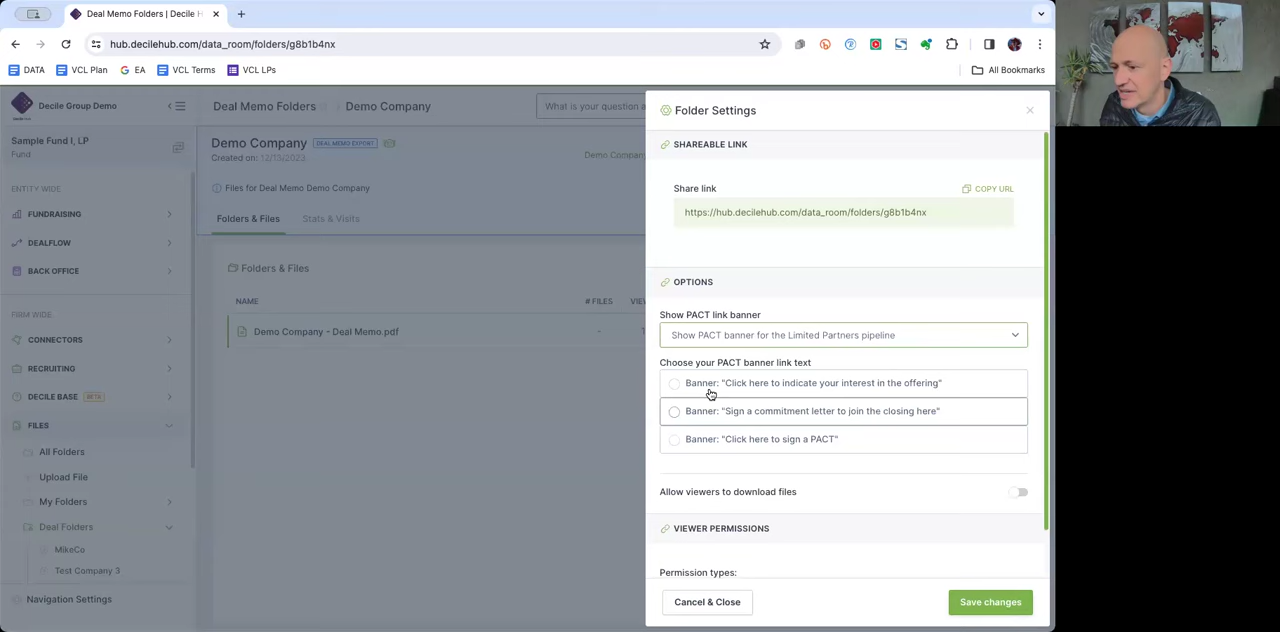 Deal Memo Folders | Decile H
hub.decilehub.com/data_room/folders/g8b1b4nx
DATA
VCL Plan
EA
VCL Terms
VCL LPs
All Bookmarks
Decile Group Demo
Deal Memo Folders
Demo Company
What is your question a
Sample Fund I, LP
Fund
Demo Company
DEAL MEMO EXPORT
Created on: 12/13/2023
Demo Company
Files for Deal Memo Demo Company
ENTITY WIDE
FUNDRAISING
DEALFLOW
BACK OFFICE
FIRM WIDE
CONNECTORS
RECRUITING
DECILE BASE BETA
FILES
All Folders
Upload File
My Folders
Deal Folders
MikeCo
Test Company 3
Navigation Settings
Folders & Files
Stats & Visits
Folders & Files
NAME
# FILES
VIE
Demo Company - Deal Memo.pdf
-
1
Folder Settings
SHAREABLE LINK
Share link
COPY URL
https://hub.decilehub.com/data_room/folders/g8b1b4nx
OPTIONS
Show PACT link banner
Show PACT banner for the Limited Partners pipeline
Choose your PACT banner link text
Banner: "Click here to indicate your interest in the offering"
Banner: "Sign a commitment letter to join the closing here"
Banner: "Click here to sign a PACT"
Allow viewers to download files
VIEWER PERMISSIONS
Permission types:
Cancel & Close
Save changes